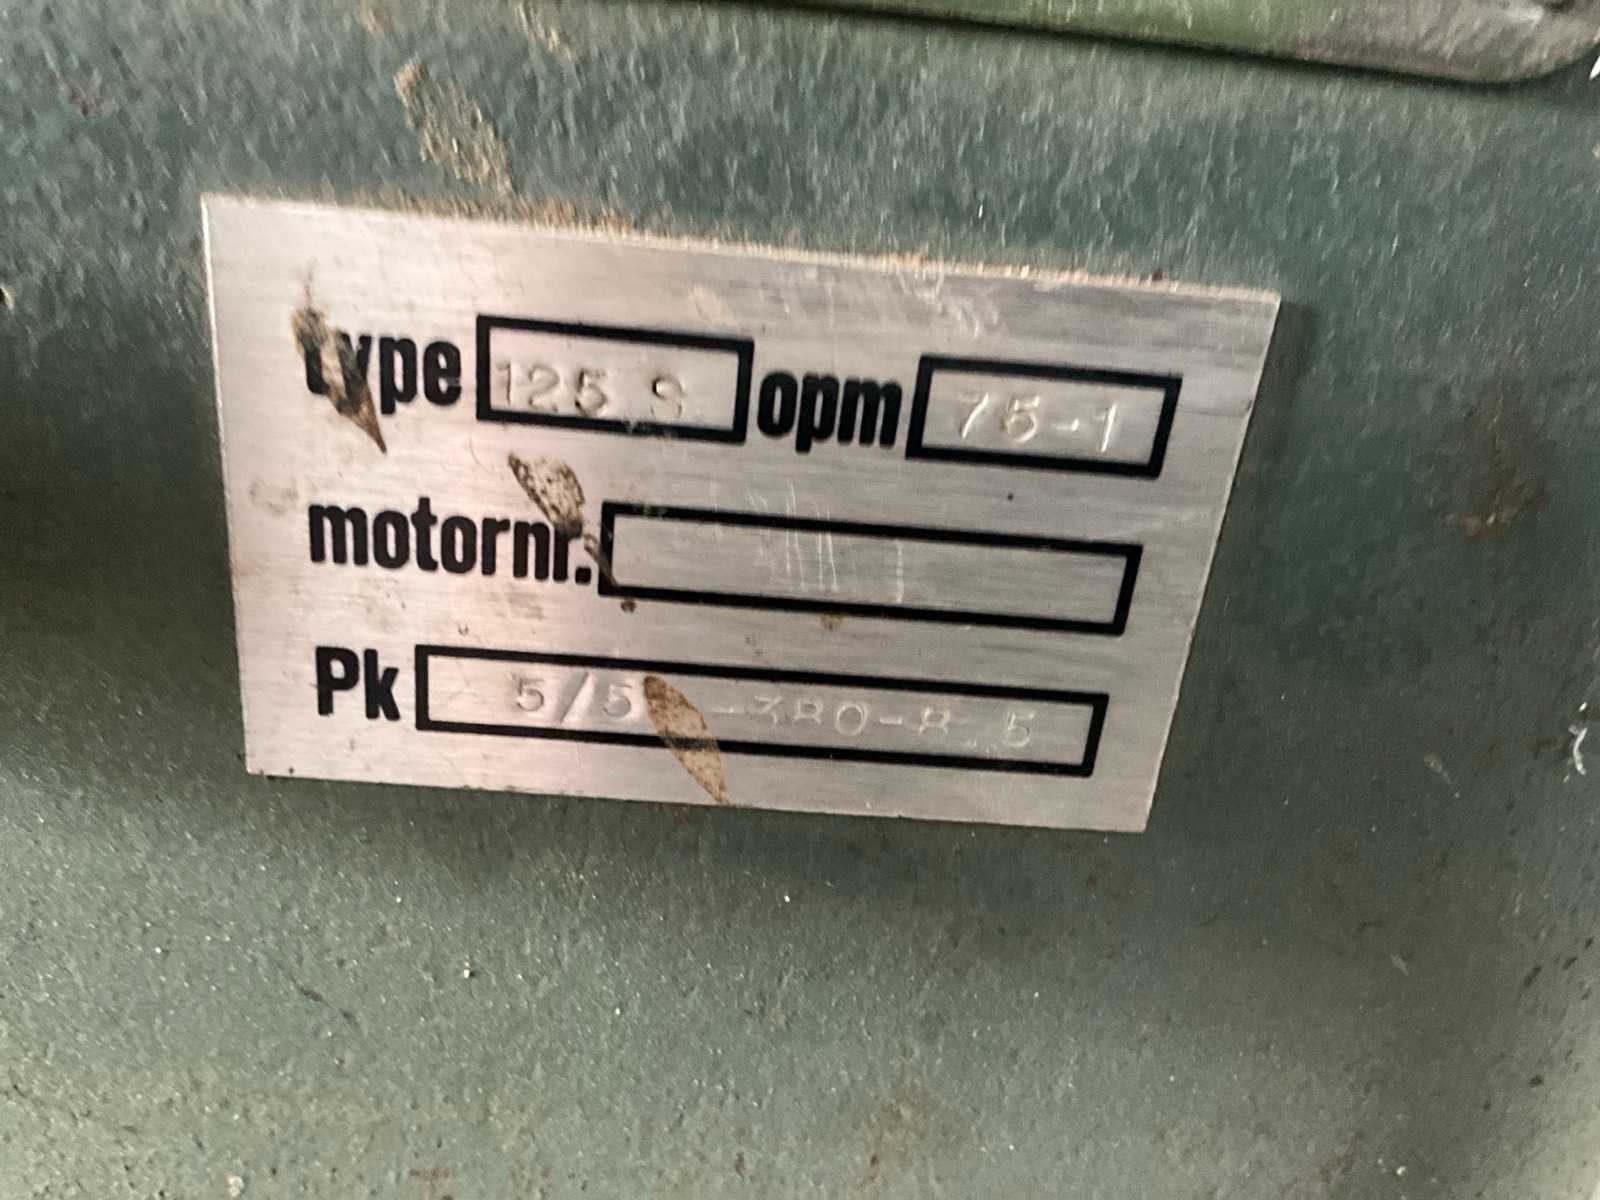 type 125 S opm 75-1
motornr.
Pk 5/5 -380-8.5